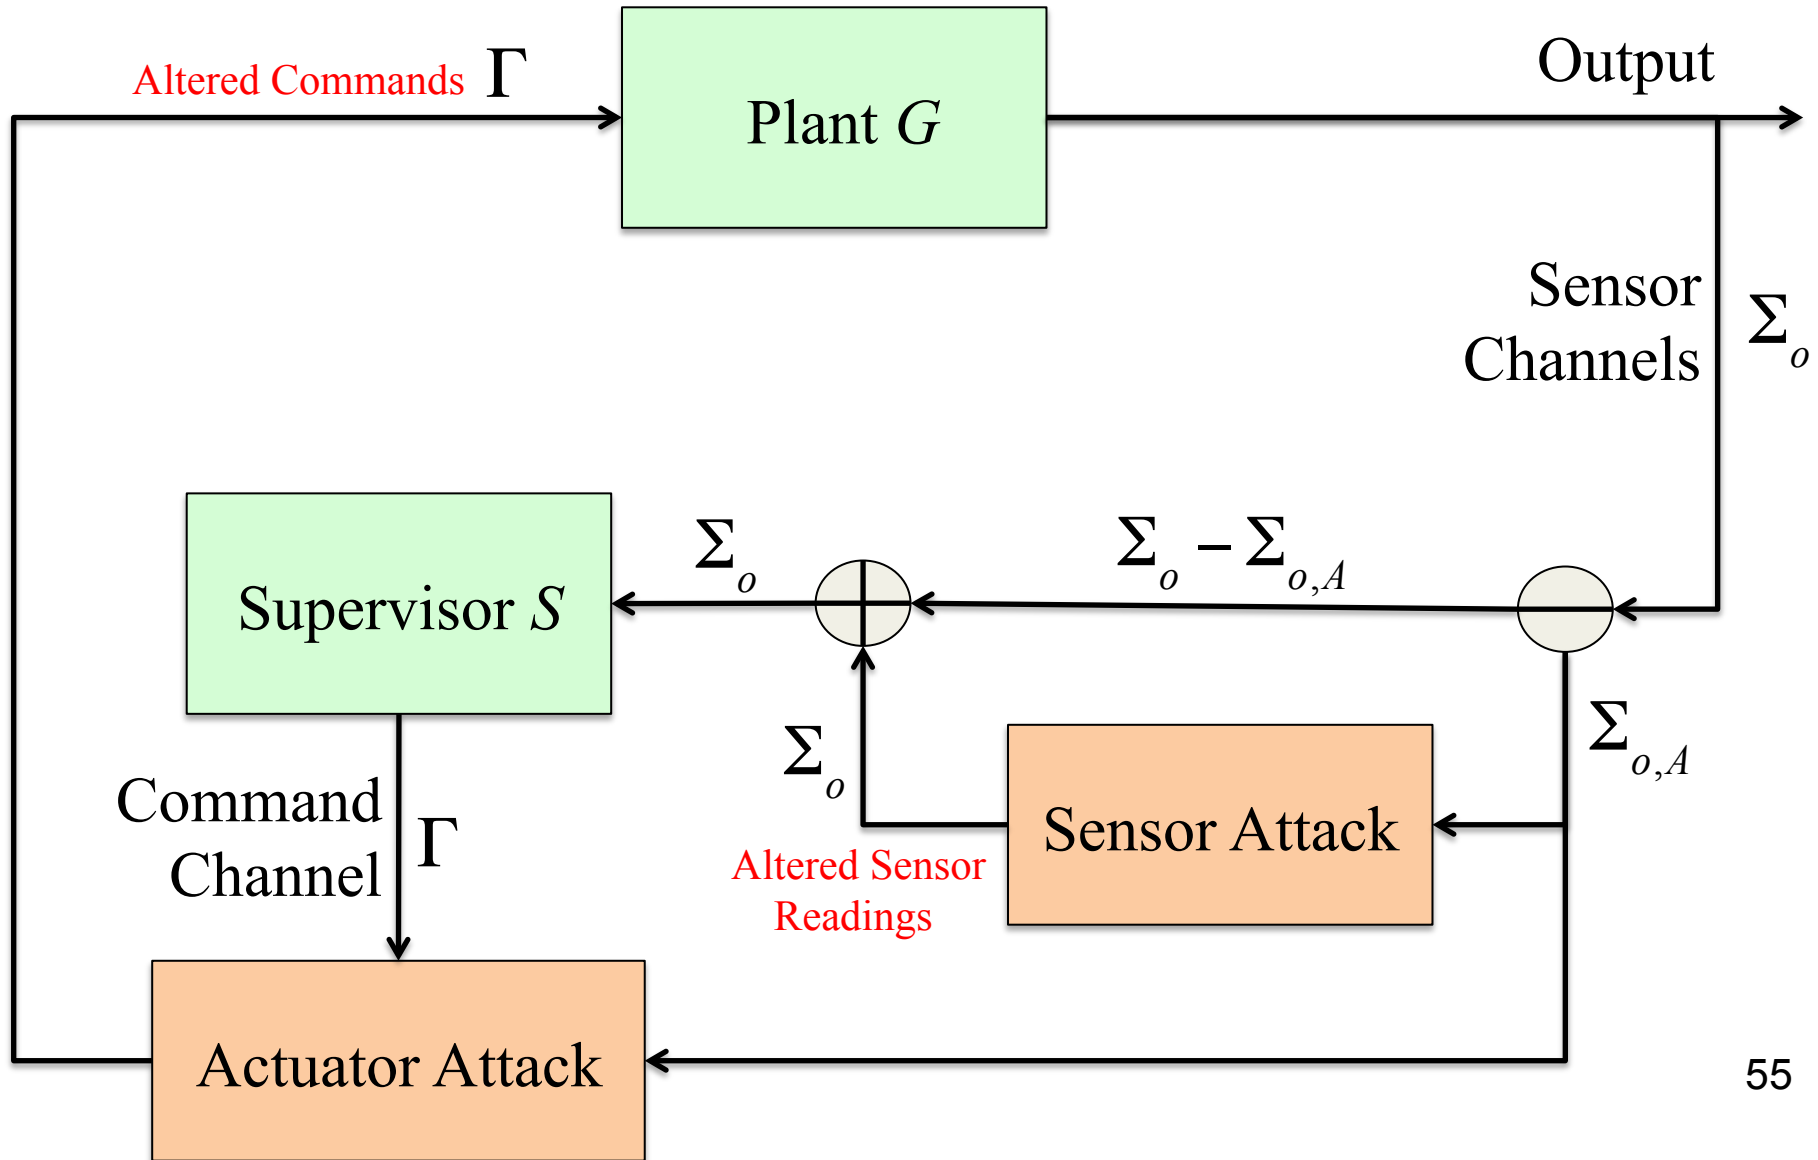 Altered Commands Γ
Plant G
Output
Sensor
Channels
Σo
Supervisor S
Σo
Σo − Σo,A
Σo,A
Σo
Sensor Attack
Altered Sensor
Readings
Command
Channel
Γ
Actuator Attack
55